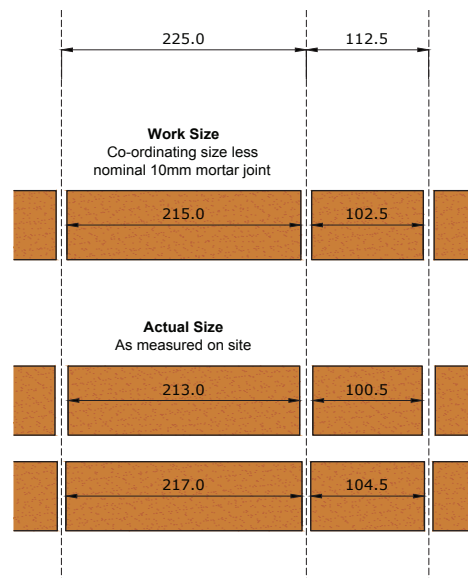 225.0 112.5
Work Size
Co-ordinating size less
nominal 10mm mortar joint
215.0 102.5
Actual Size
As measured on site
213.0 100.5
217.0 104.5